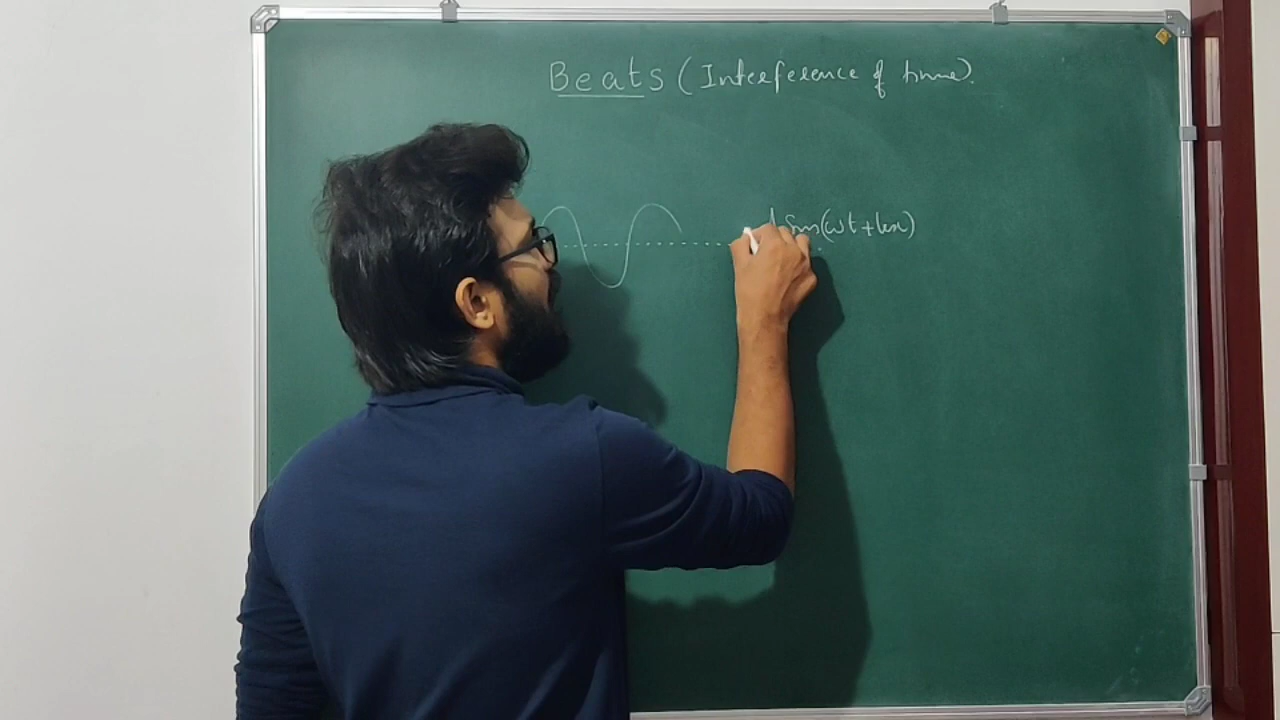 Beats (Interference of time).
A Sin(ωt+kx)